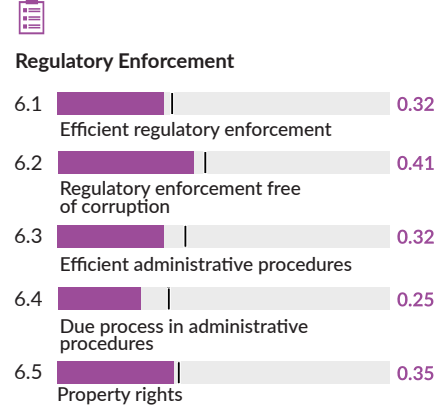 Regulatory Enforcement
6.1 0.32
Efficient regulatory enforcement
6.2 0.41
Regulatory enforcement free
of corruption
6.3 0.32
Efficient administrative procedures
6.4 0.25
Due process in administrative
procedures
6.5 0.35
Property rights